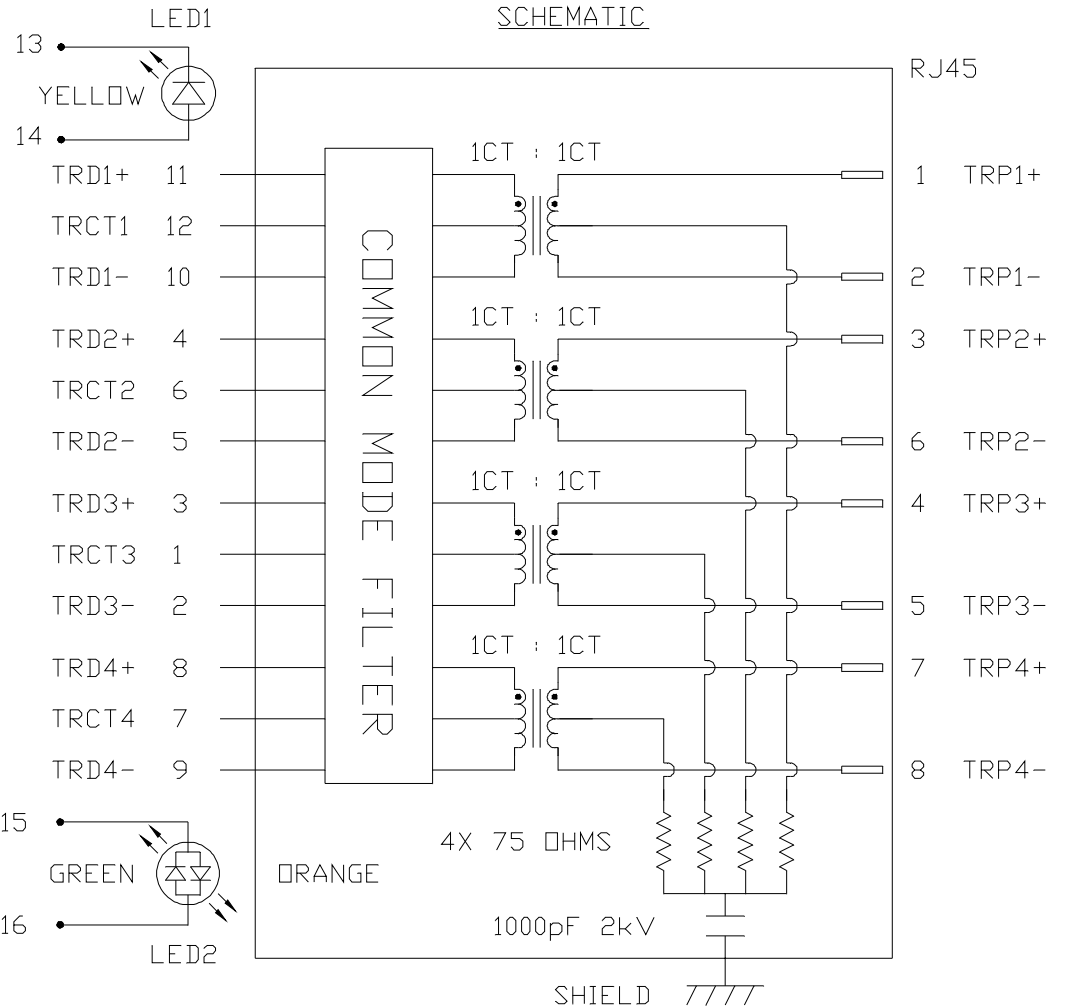 SCHEMATIC
LED1
13
YELLOW
14
RJ45
1CT : 1CT
TRD1+ 11
1 TRP1+
TRCT1 12
TRD1- 10
2 TRP1-
1CT : 1CT
TRD2+ 4
3 TRP2+
TRCT2 6
TRD2- 5
6 TRP2-
1CT : 1CT
TRD3+ 3
4 TRP3+
TRCT3 1
TRD3- 2
5 TRP3-
1CT : 1CT
TRD4+ 8
7 TRP4+
TRCT4 7
TRD4- 9
8 TRP4-
COMMON MODE FILTER
15
GREEN
ORANGE
16
LED2
4X 75 OHMS
1000pF 2kV
SHIELD